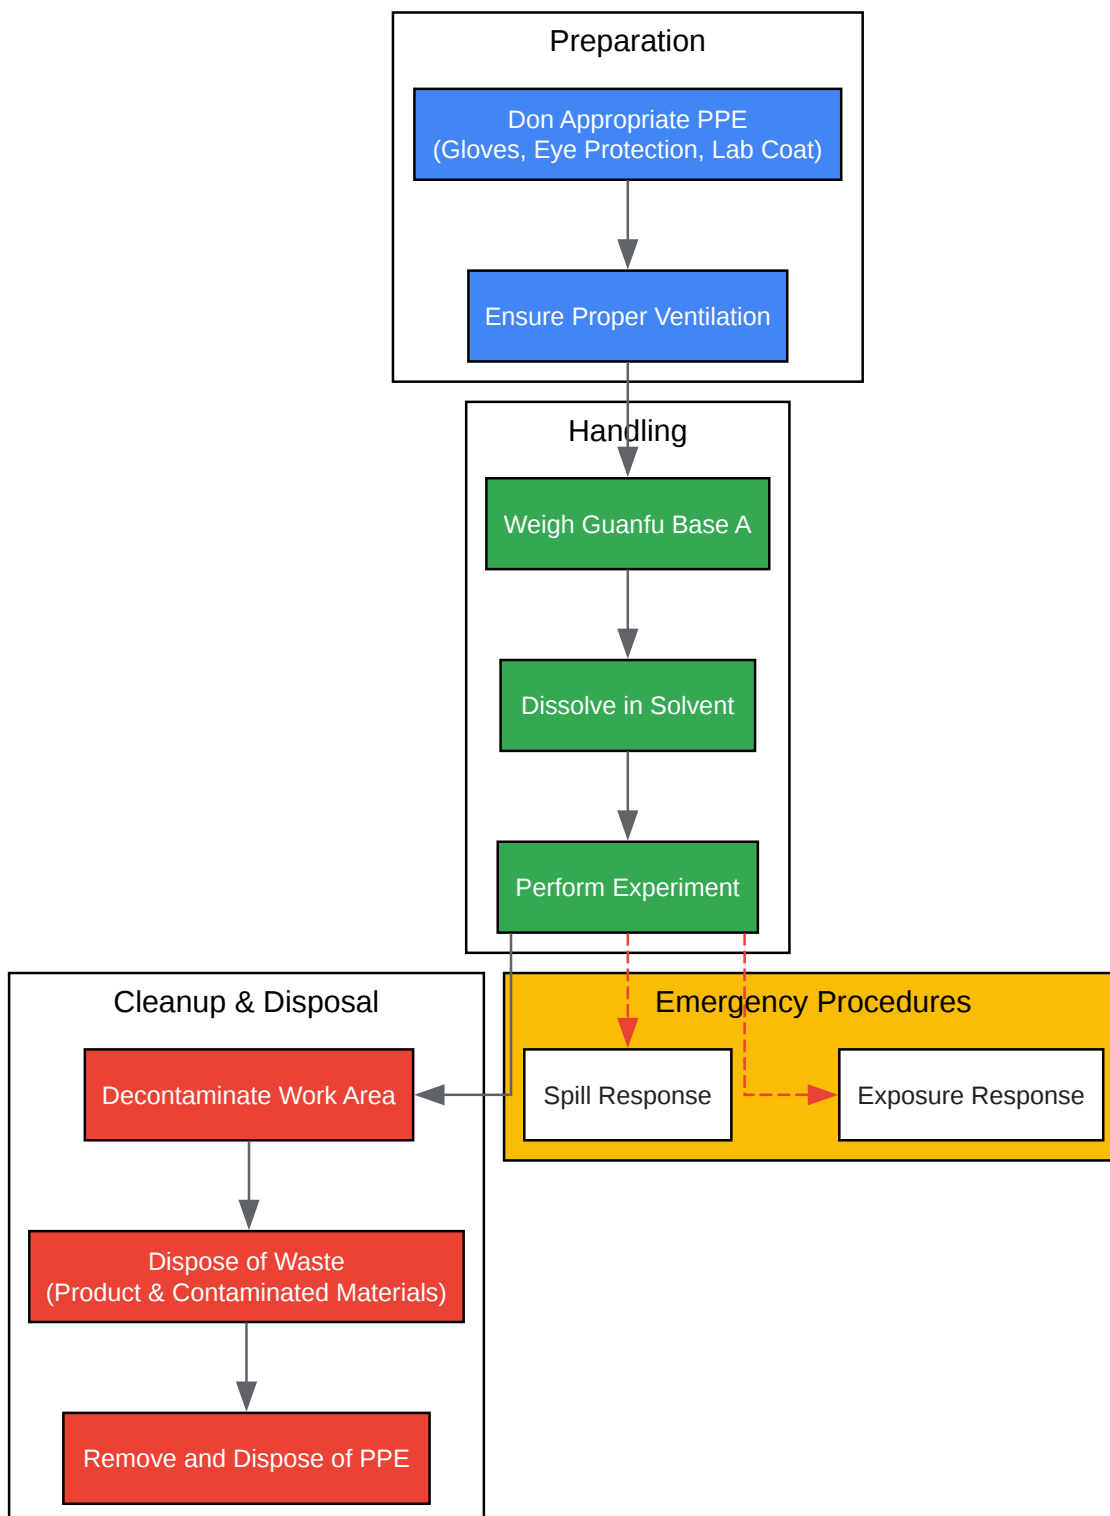 Preparation
Don Appropriate PPE
(Gloves, Eye Protection, Lab Coat)
Ensure Proper Ventilation
Handling
Weigh Guanfu Base A
Dissolve in Solvent
Perform Experiment
Cleanup & Disposal
Decontaminate Work Area
Dispose of Waste
(Product & Contaminated Materials)
Remove and Dispose of PPE
Emergency Procedures
Spill Response
Exposure Response